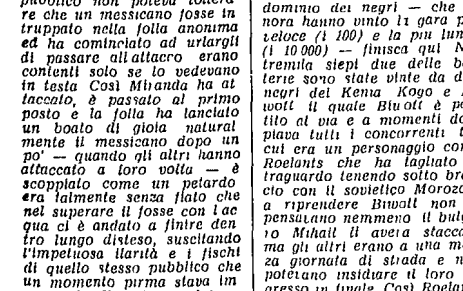 pubblico non poteva
re che un messicano fosse in
truppato nella folla anonima
ed ha cominciato ad urlargli
di passare all attacco erano
contenti solo se lo vedevano
in testa Così Miranda ha at
taccato, è passato al primo
posto e la folla ha lanciato
un boato di gioia natural
mente il messicano dopo un
po' — quando gli altri hanno
attaccato a loro volta — è
scoppiato come un petardo
era talmente senza fiato che
nel superare il fosse con l ac
qua ci è andato a finire den
tro lungo disteso, suscitando
l'impetuosa ilarità e i fischi
di quello stesso pubblico che
un momento pirma stava im
dominio dei negri — che
nora hanno vinto la gara p
veloce (i 100) e la piu lun
(i 10 000) — finisca qui N
tremila siepi due delle b
terie sono state vinte da d
negri del Kenia Kogo e
wott il quale Biwott è p
tito al via e a momenti do
piava tutti i concorrenti t
cui era un personaggio co
Roelants che ha tagliato
traguardo tenendo sotto br
cio con il sovietico Moroz
a riprendere Biwott non
pensavano nemmeno il bul
ro Mihail li aveva stacca
ma gli altri erano a una m
za giornata di strada e n
potevano insidiare il loro
gresso in finale Così Roelan